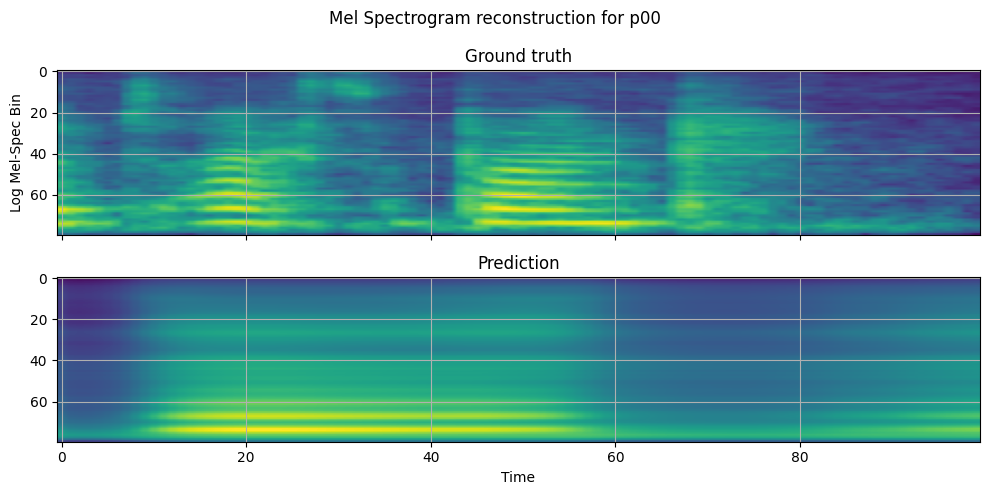 Mel Spectrogram reconstruction for p00
Ground truth
Log Mel-Spec Bin
0
20
40
60
Prediction
0
20
40
60
0 20 40 60 80
Time